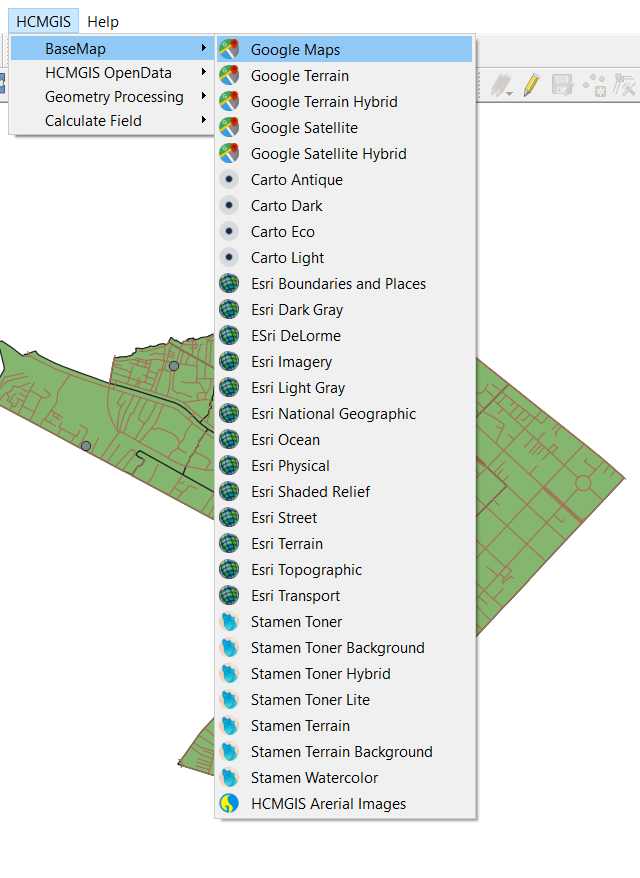 HCMGIS Help
BaseMap
HCMGIS OpenData
Geometry Processing
Calculate Field
Google Maps
Google Terrain
Google Terrain Hybrid
Google Satellite
Google Satellite Hybrid
Carto Antique
Carto Dark
Carto Eco
Carto Light
Esri Boundaries and Places
Esri Dark Gray
ESri DeLorme
Esri Imagery
Esri Light Gray
Esri National Geographic
Esri Ocean
Esri Physical
Esri Shaded Relief
Esri Street
Esri Terrain
Esri Topographic
Esri Transport
Stamen Toner
Stamen Toner Background
Stamen Toner Hybrid
Stamen Toner Lite
Stamen Terrain
Stamen Terrain Background
Stamen Watercolor
HCMGIS Arerial Images